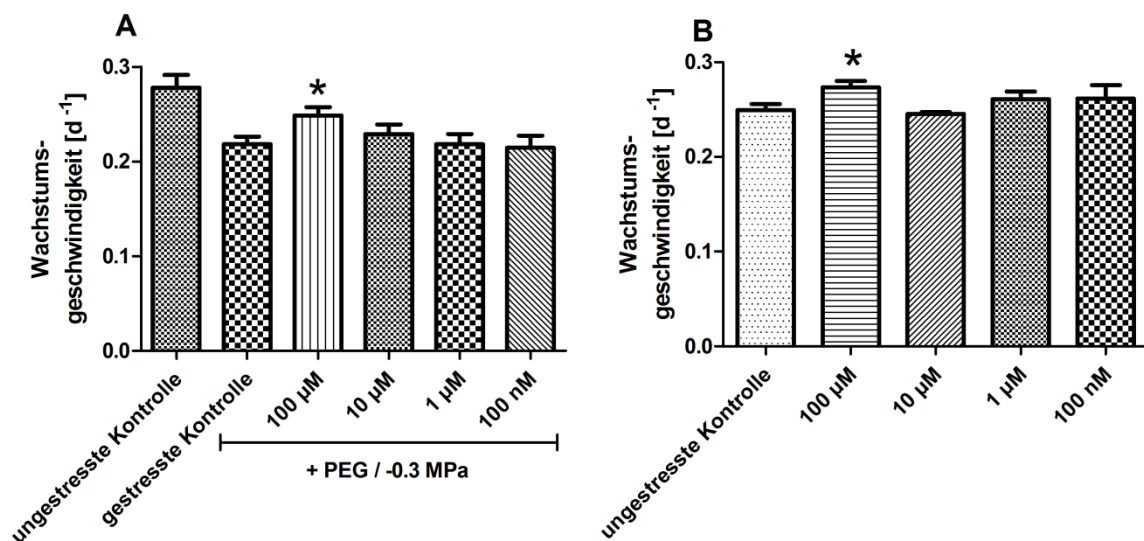 A
Wachstums-
geschwindigkeit [d -1]
0.3
0.2
0.1
0.0
*
ungestresste Kontrolle
gestresste Kontrolle
100 µM
10 µM
1 µM
100 nM
+ PEG / -0.3 MPa
B
Wachstums-
geschwindigkeit [d -1]
0.3
0.2
0.1
0.0
*
ungestresste Kontrolle
100 µM
10 µM
1 µM
100 nM